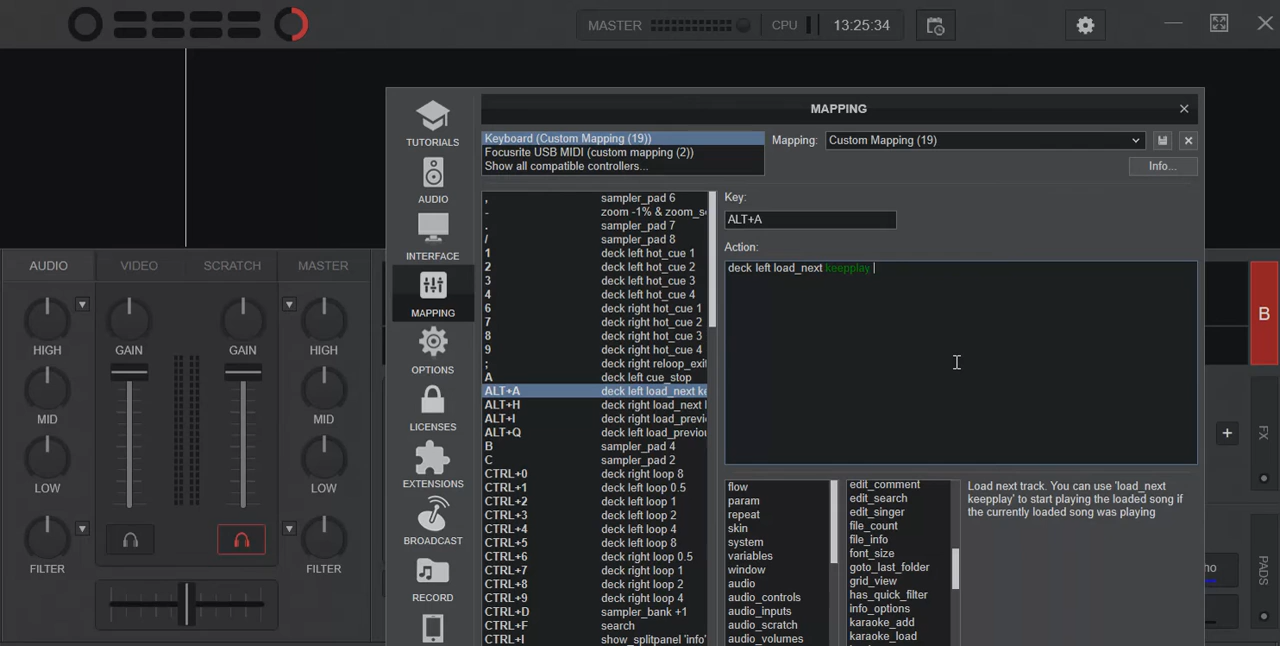 MASTER
CPU
13:25:34
MAPPING
TUTORIALS
AUDIO
INTERFACE
MAPPING
OPTIONS
LICENSES
EXTENSIONS
BROADCAST
RECORD
Keyboard (Custom Mapping (19))
Focusrite USB MIDI (custom mapping (2))
Show all compatible controllers...
Mapping: Custom Mapping (19)
Info...
, sampler_pad 6
- zoom -1% & zoom_s
. sampler_pad 7
/ sampler_pad 8
1 deck left hot_cue 1
2 deck left hot_cue 2
3 deck left hot_cue 3
4 deck left hot_cue 4
6 deck right hot_cue 1
7 deck right hot_cue 2
8 deck right hot_cue 3
9 deck right hot_cue 4
; deck right reloop_exi
A deck left cue_stop
ALT+A deck left load_next ke
ALT+H deck right load_next
ALT+I deck right load_previ
ALT+Q deck left load_previou
B sampler_pad 4
C sampler_pad 2
CTRL+0 deck right loop 8
CTRL+1 deck left loop 0.5
CTRL+2 deck left loop 1
CTRL+3 deck left loop 2
CTRL+4 deck left loop 4
CTRL+5 deck left loop 8
CTRL+6 deck right loop 0.5
CTRL+7 deck right loop 1
CTRL+8 deck right loop 2
CTRL+9 deck right loop 4
CTRL+D sampler_bank +1
CTRL+F search
CTRL+I show_splitpanel 'info'
Key:
ALT+A
Action:
deck left load_next keepplay
flow
param
repeat
skin
system
variables
window
audio
audio_controls
audio_inputs
audio_scratch
audio_volumes
edit_comment
edit_search
edit_singer
file_count
file_info
font_size
goto_last_folder
grid_view
has_quick_filter
info_options
karaoke_add
karaoke_load
Load next track. You can use 'load_next
keepplay' to start playing the loaded song if
the currently loaded song was playing
AUDIO VIDEO SCRATCH MASTER
HIGH GAIN GAIN HIGH
MID MID
LOW LOW
FILTER FILTER
B
+
FX
PADS